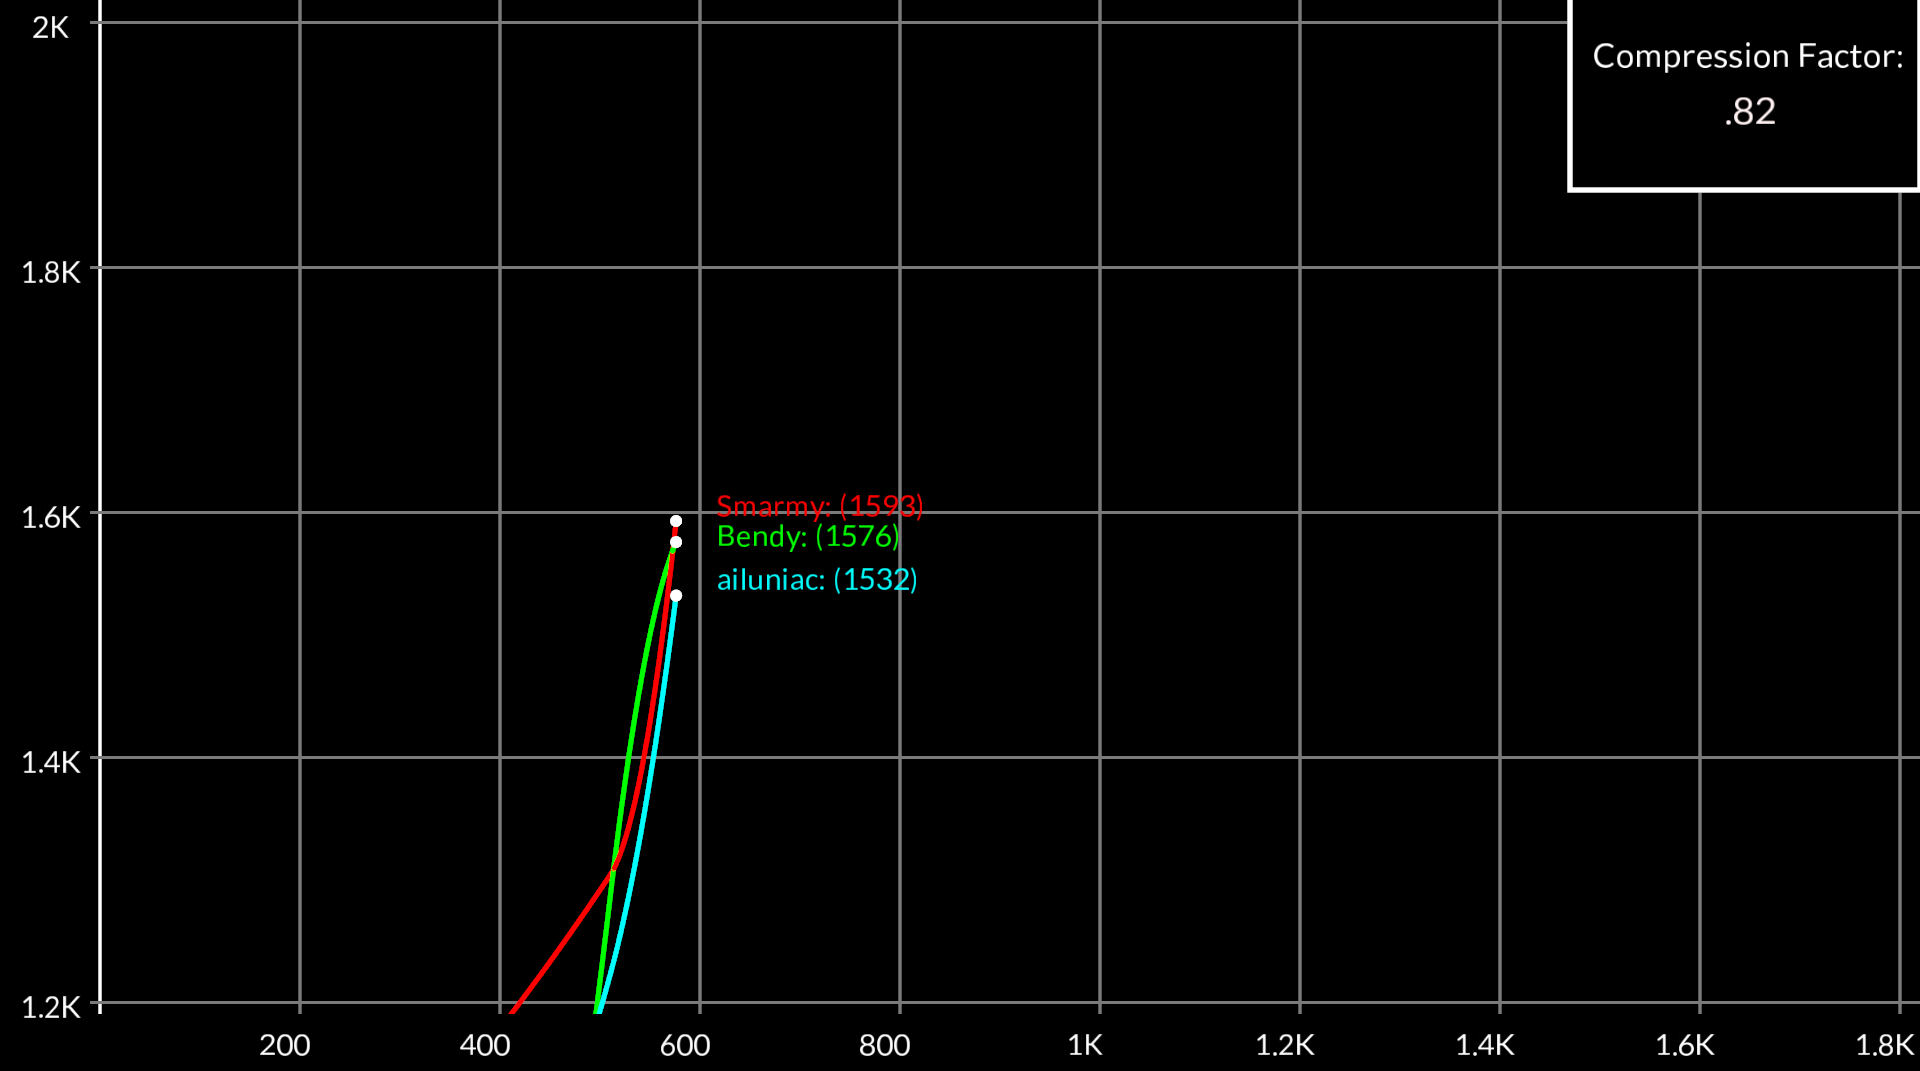 2K
Compression Factor:
.82
1.8K
Smarmy: (1593)
1.6K
Bendy: (1576)
ailuniac: (1532)
1.4K
1.2K
200 400 600 800 1K 1.2K 1.4K 1.6K 1.8K